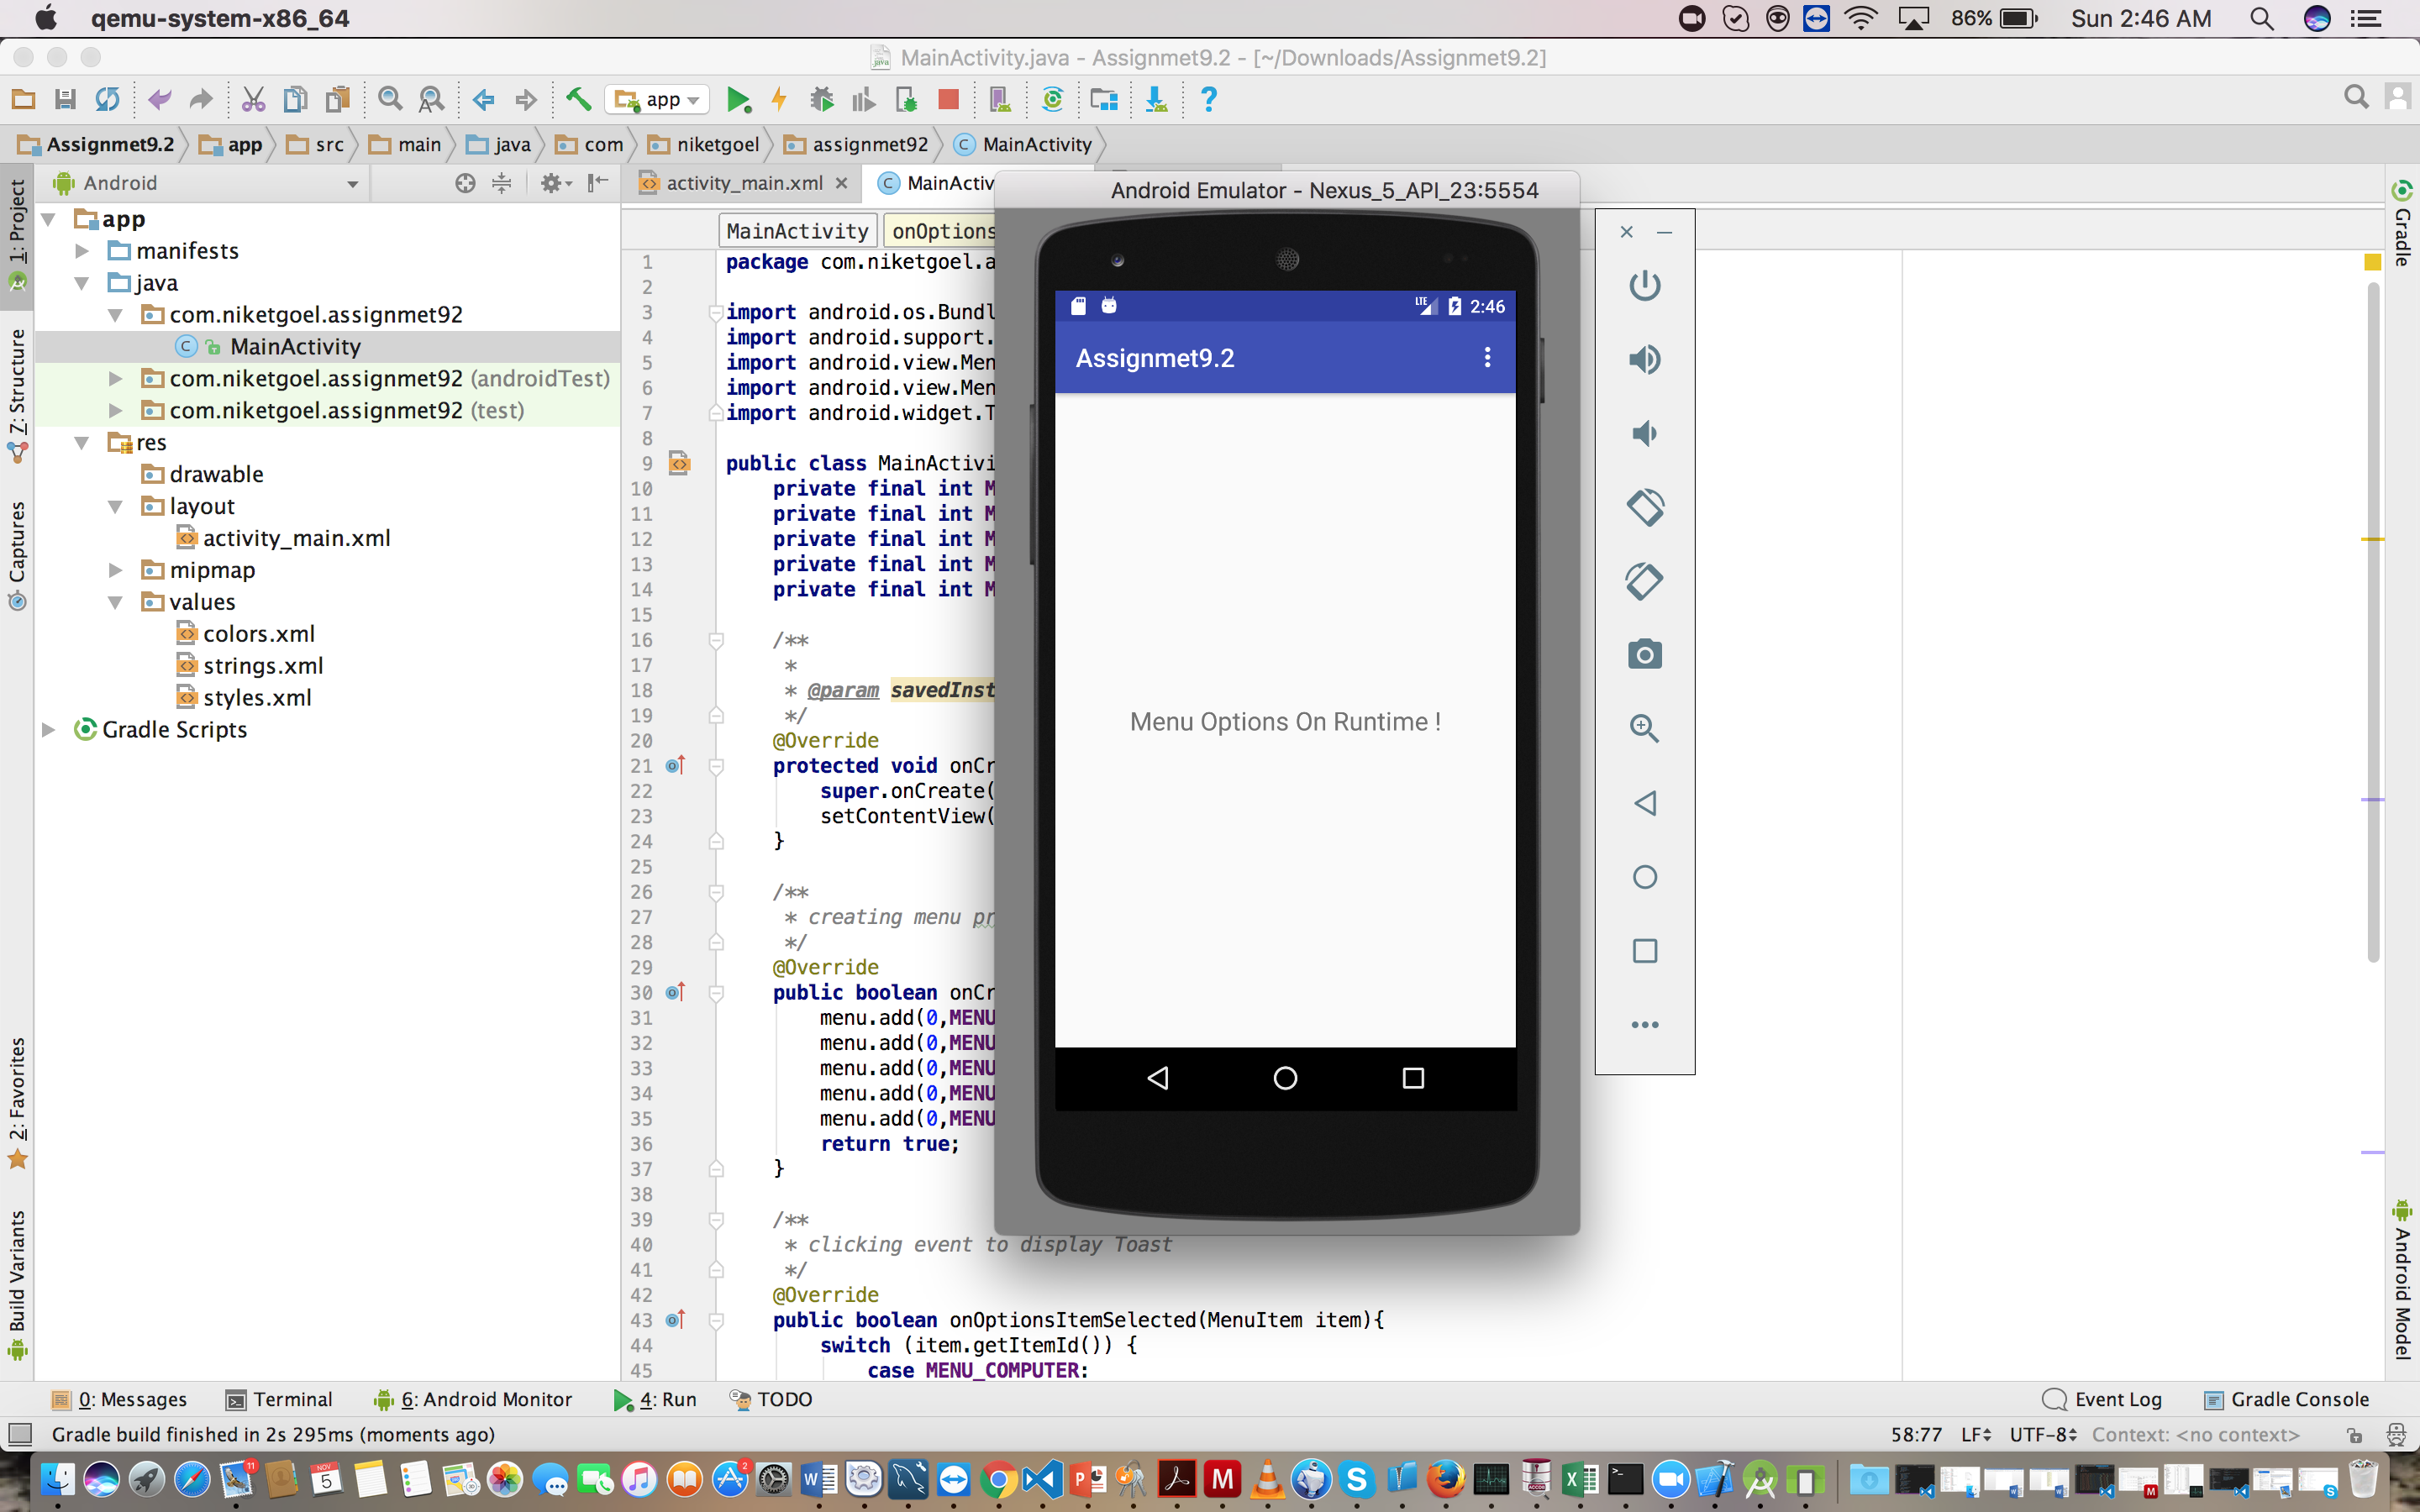 qemu-system-x86_64
86%
Sun 2:46 AM
MainActivity.java - Assignmet9.2 - [~/Downloads/Assignmet9.2]
app
Assignmet9.2
app
src
main
java
com
niketgoel
assignmet92
MainActivity
Android
activity_main.xml
MainActiv
Android Emulator - Nexus_5_API_23:5554
MainActivity
onOptions
1: Project
7: Structure
Captures
2: Favorites
Build Variants
Gradle
Android Model
app
manifests
java
com.niketgoel.assignmet92
MainActivity
com.niketgoel.assignmet92 (androidTest)
com.niketgoel.assignmet92 (test)
res
drawable
layout
activity_main.xml
mipmap
values
colors.xml
strings.xml
styles.xml
Gradle Scripts
1 package com.niketgoel.a
2
3 import android.os.Bundl
4 import android.support.
5 import android.view.Men
6 import android.view.Men
7 import android.widget.T
8
9 public class MainActivi
10 private final int M
11 private final int M
12 private final int M
13 private final int M
14 private final int M
15
16 /**
17 *
18 * @param savedInst
19 */
20 @Override
21 protected void onCr
22 super.onCreate(
23 setContentView(
24 }
25
26 /**
27 * creating menu pr
28 */
29 @Override
30 public boolean onCr
31 menu.add(0,MENU
32 menu.add(0,MENU
33 menu.add(0,MENU
34 menu.add(0,MENU
35 menu.add(0,MENU
36 return true;
37 }
38
39 /**
40 * clicking event to display Toast
41 */
42 @Override
43 public boolean onOptionsItemSelected(MenuItem item){
44 switch (item.getItemId()) {
45 case MENU_COMPUTER:
LTE
2:46
Assignmet9.2
Menu Options On Runtime !
0: Messages
Terminal
6: Android Monitor
4: Run
TODO
Event Log
Gradle Console
Gradle build finished in 2s 295ms (moments ago)
58:77
LF
UTF-8
Context: <no context>
11
NOV
5
2